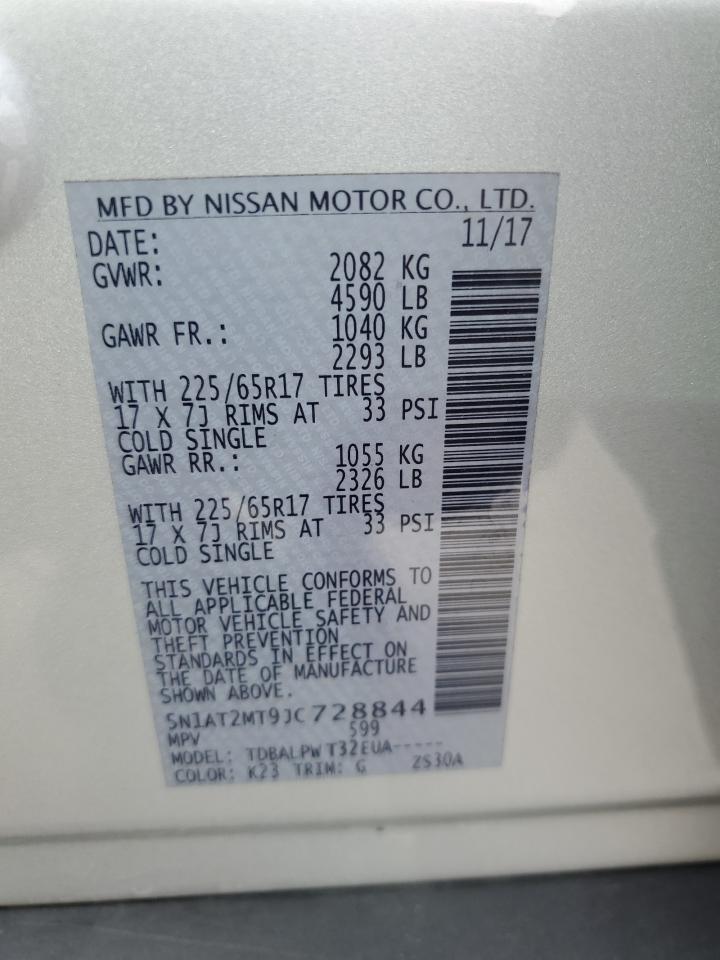 MFD BY NISSAN MOTOR CO., LTD.
DATE: 11/17
GVWR: 2082 KG
4590 LB
GAWR FR.: 1040 KG
2293 LB
WITH 225/65R17 TIRES
17 X 7J RIMS AT 33 PSI
COLD SINGLE
GAWR RR.: 1055 KG
2326 LB
WITH 225/65R17 TIRES
17 X 7J RIMS AT 33 PSI
COLD SINGLE
THIS VEHICLE CONFORMS TO
ALL APPLICABLE FEDERAL
MOTOR VEHICLE SAFETY AND
THEFT PREVENTION
STANDARDS IN EFFECT ON
THE DATE OF MANUFACTURE
SHOWN ABOVE.
5N1AT2MT9JC728844
MPV 599
MODEL: TDBALPW T32EUA-----
COLOR: K23 TRIM: G ZS30A